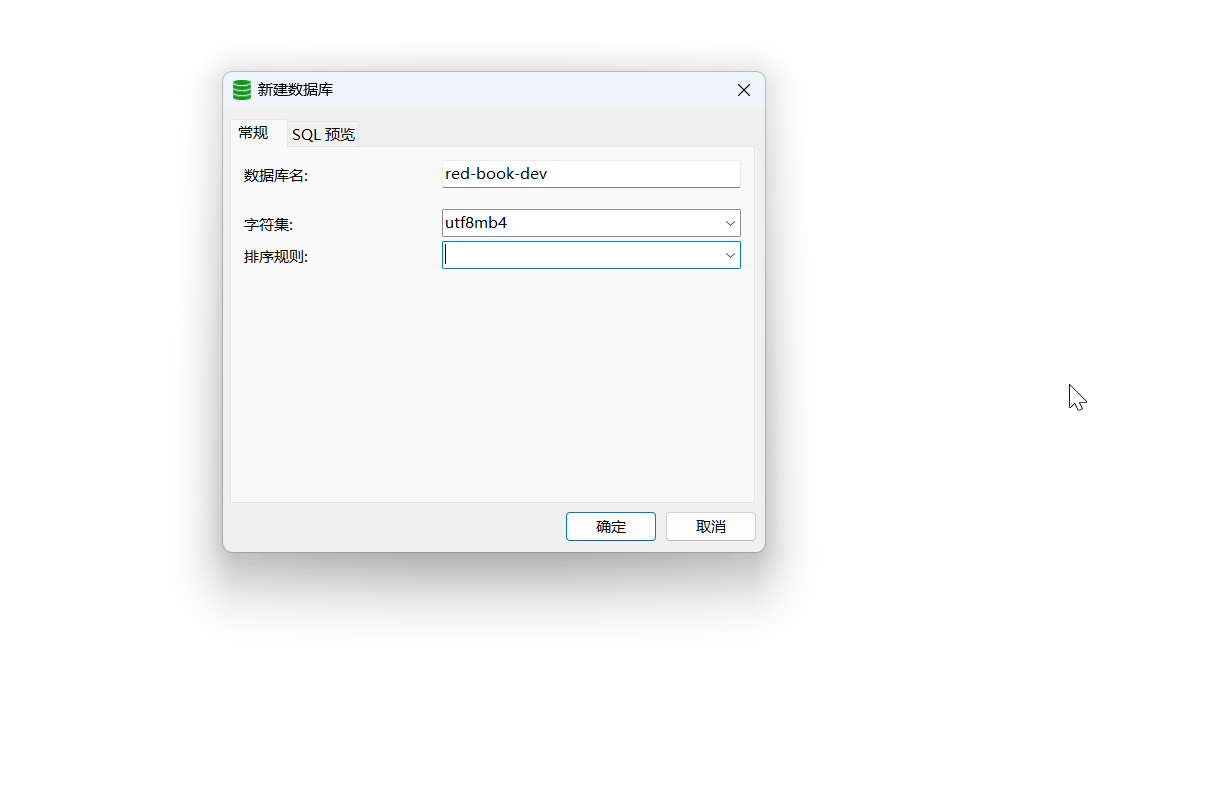 新建数据库
常规
SQL 预览
数据库名:
red-book-dev
字符集:
utf8mb4
排序规则:
确定
取消